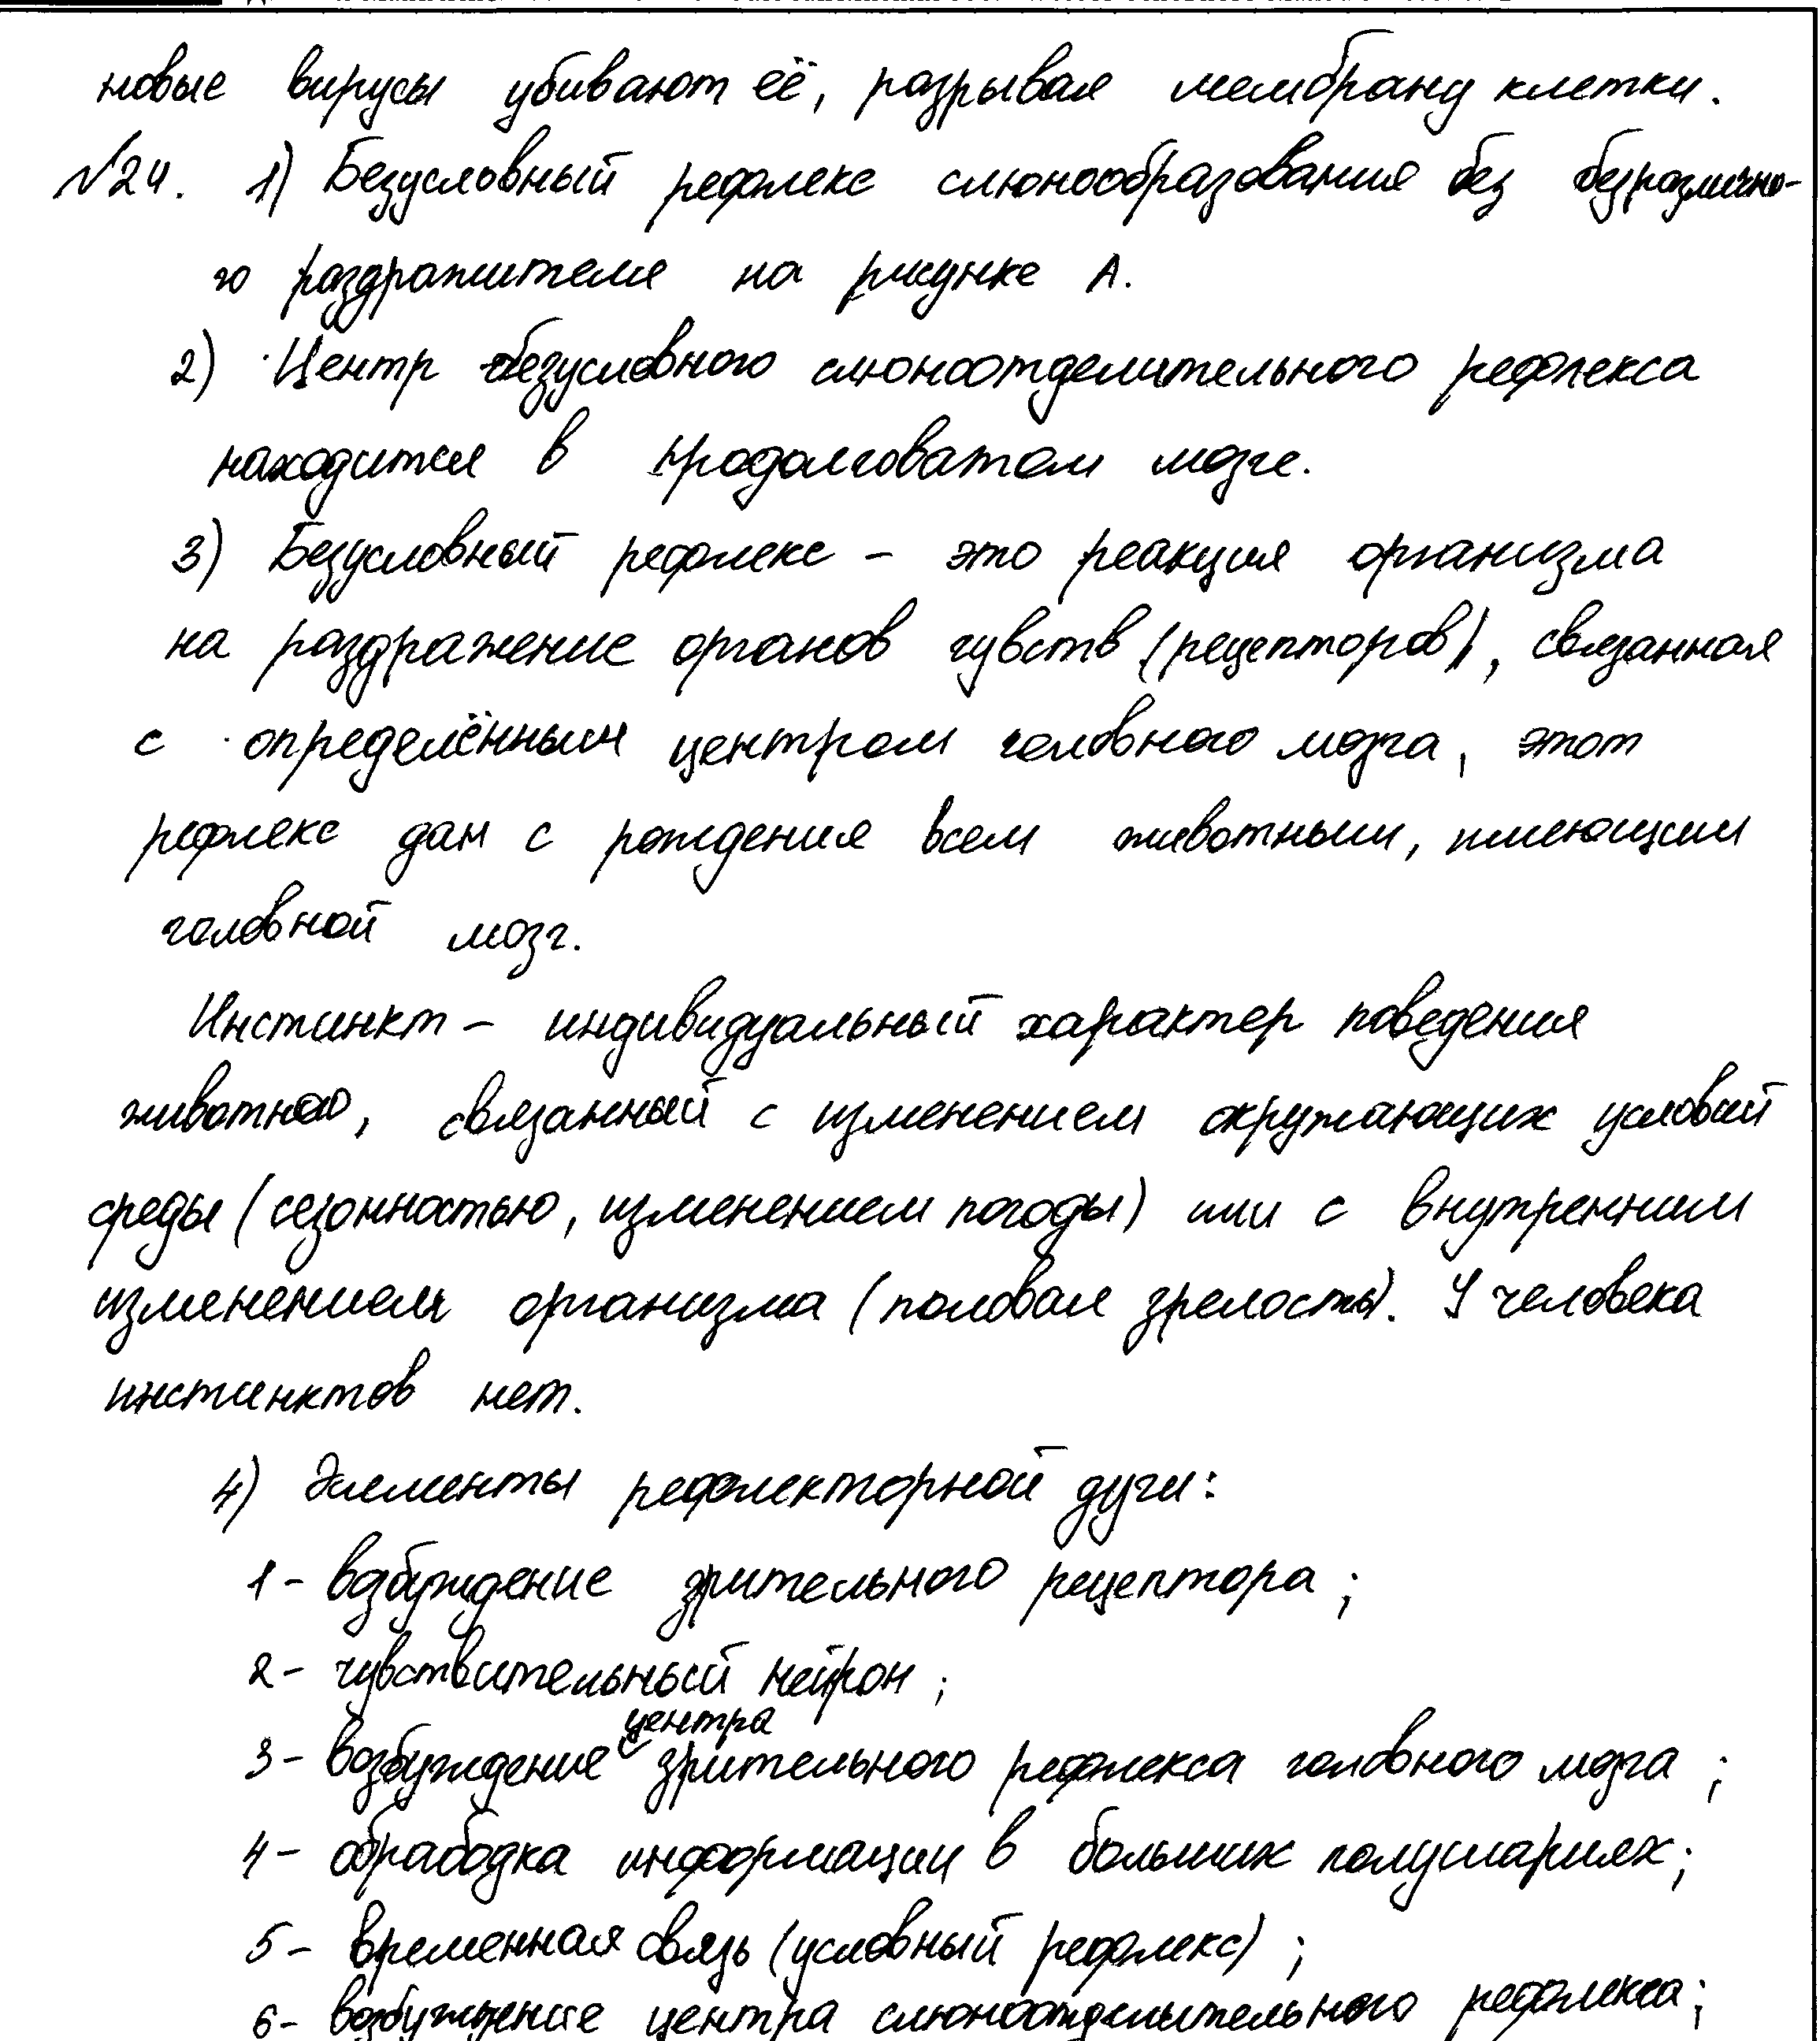 новые вирусы убивают её, разрывая мембрану клетки.
№24. 1) Безусловный рефлекс слюнообразования без безразлично-
го раздражителя на рисунке А.
2) Центр безусловного слюноотделительного рефлекса
находится в продолговатом мозге.
3) Безусловный рефлекс – это реакция организма
на раздражение органов чувств (рецепторов), связанная
с определённым центром головного мозга, этот
рефлекс дан с рождения всем животным, имеющим
головной мозг.
Инстинкт – индивидуальный характер поведения
животного, связанный с изменением окружающих условий
среды (сезонностью, изменением погоды) или с внутренним
изменением организма (половая зрелость). У человека
инстинктов нет.
4) Элементы рефлекторной дуги:
1 – возбуждение зрительного рецептора;
2 – чувствительный нейрон;
3 – возбуждение центра зрительного рефлекса головного мозга;
4 – обрабодка информации в больших полушариях;
5 – временная связь (условный рефлекс);
6 – возбуждение центра слюноотделительного рефлекса;